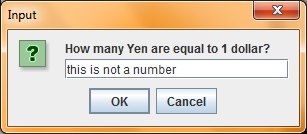 Input
How many Yen are equal to 1 dollar?
this is not a number
OK
Cancel